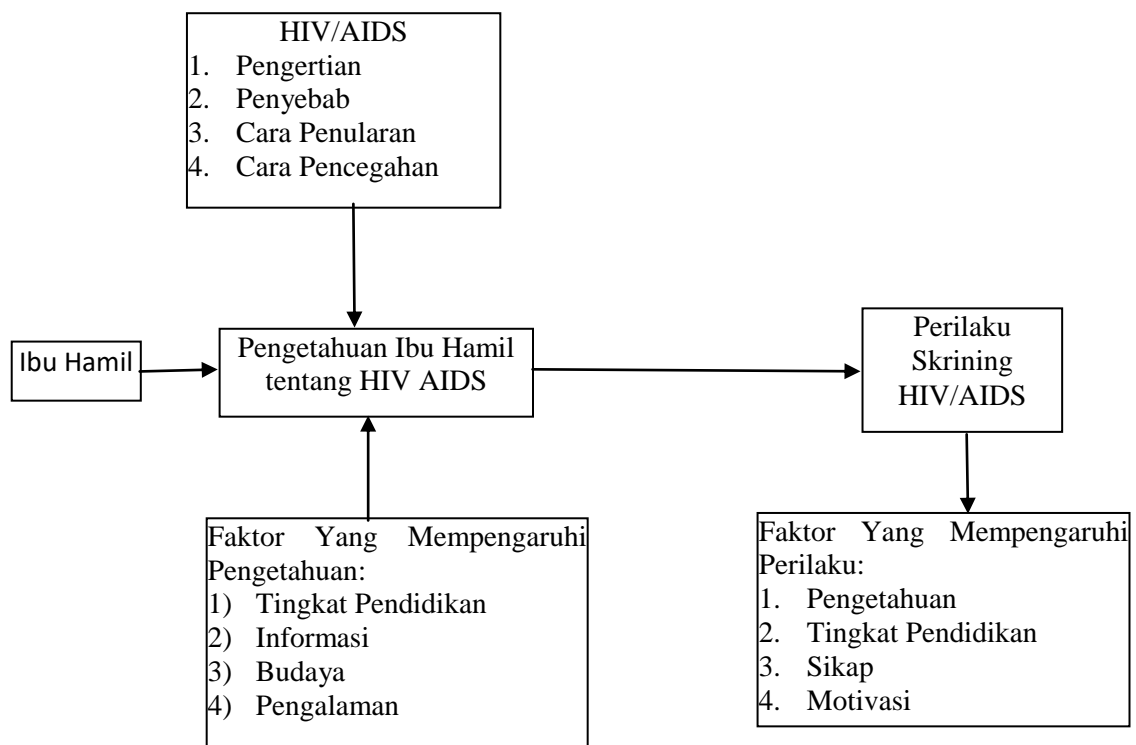 HIV/AIDS
1. Pengertian
2. Penyebab
3. Cara Penularan
4. Cara Pencegahan
Ibu Hamil
Pengetahuan Ibu Hamil
tentang HIV AIDS
Perilaku
Skrining
HIV/AIDS
Faktor Yang Mempengaruhi
Pengetahuan:
1) Tingkat Pendidikan
2) Informasi
3) Budaya
4) Pengalaman
Faktor Yang Mempengaruhi
Perilaku:
1. Pengetahuan
2. Tingkat Pendidikan
3. Sikap
4. Motivasi